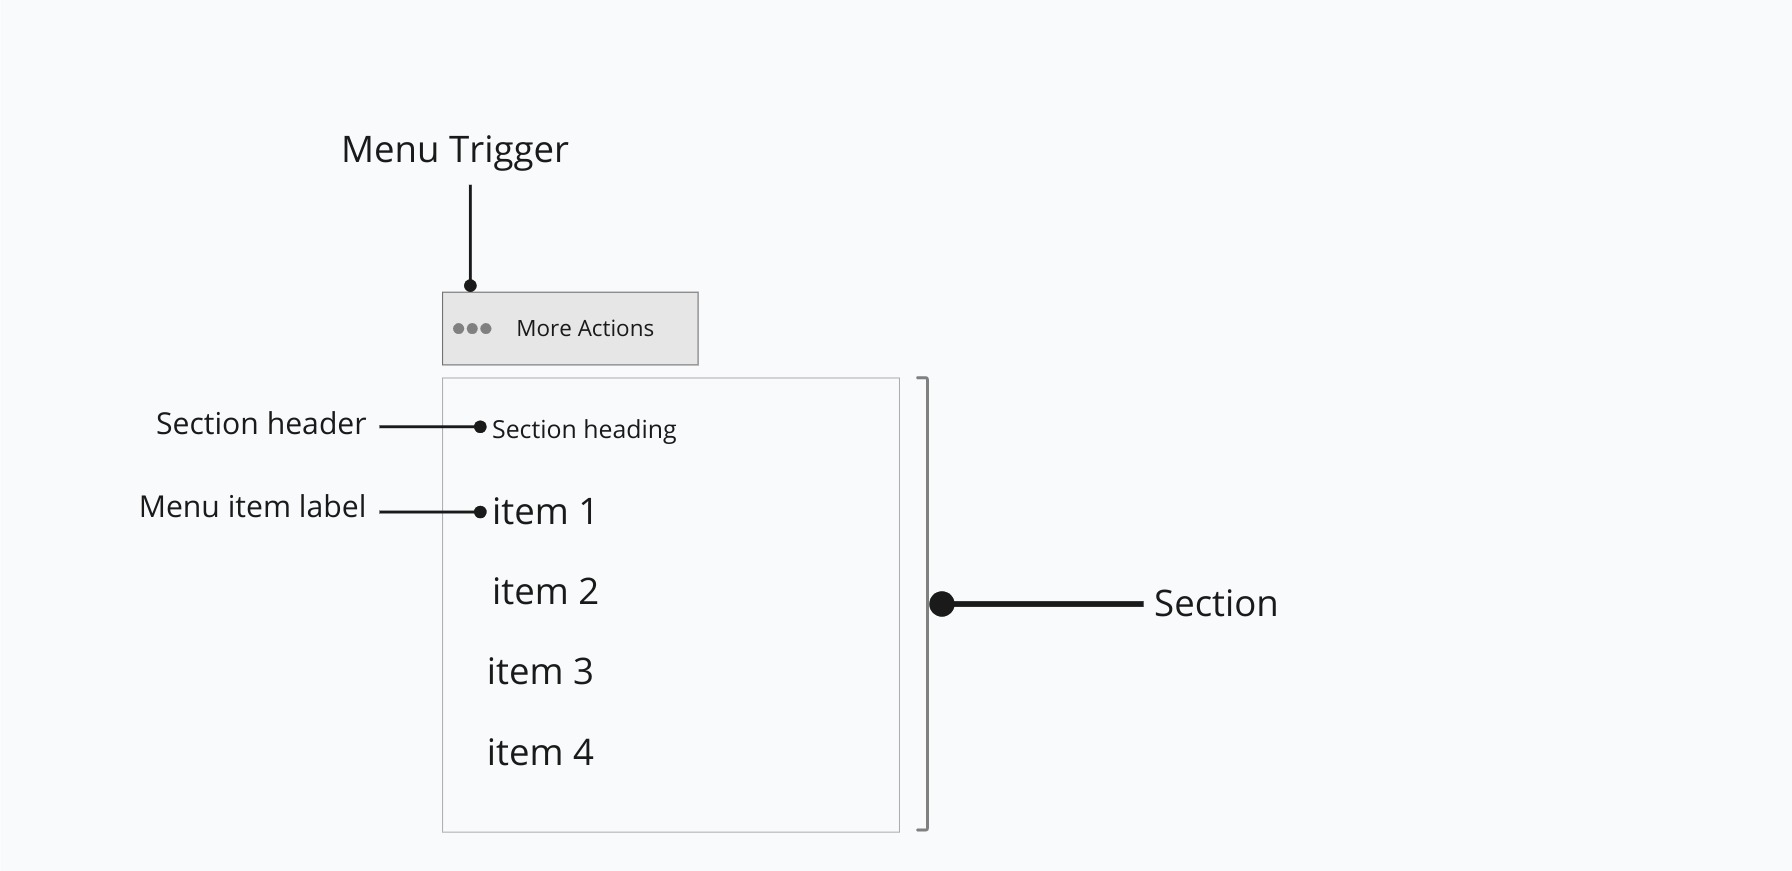 Menu Trigger
More Actions
Section header
Section heading
Menu item label
item 1
item 2
Section
item 3
item 4